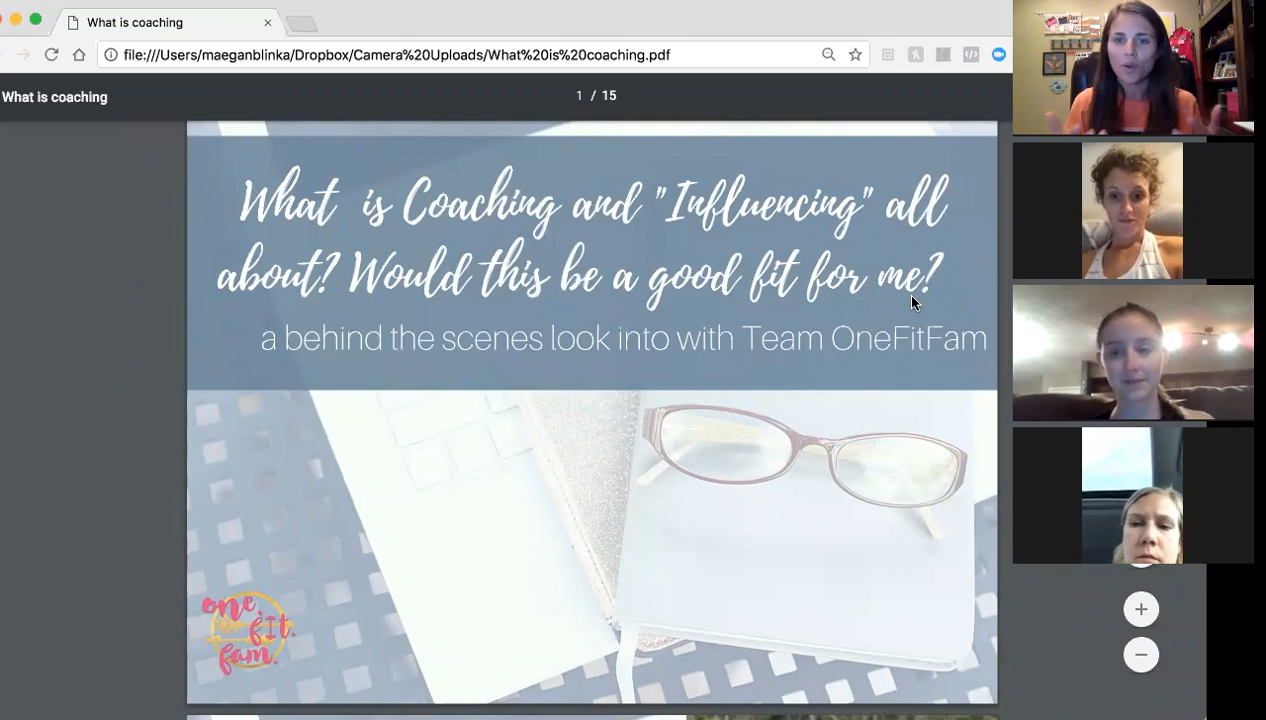 What is coaching
file:///Users/maeganblinka/Dropbox/Camera%20Uploads/What%20is%20coaching.pdf
What is coaching
1 / 15
What is Coaching and "Influencing" all
about? Would this be a good fit for me?
a behind the scenes look into with Team OneFitFam
one.
fit.
fam.